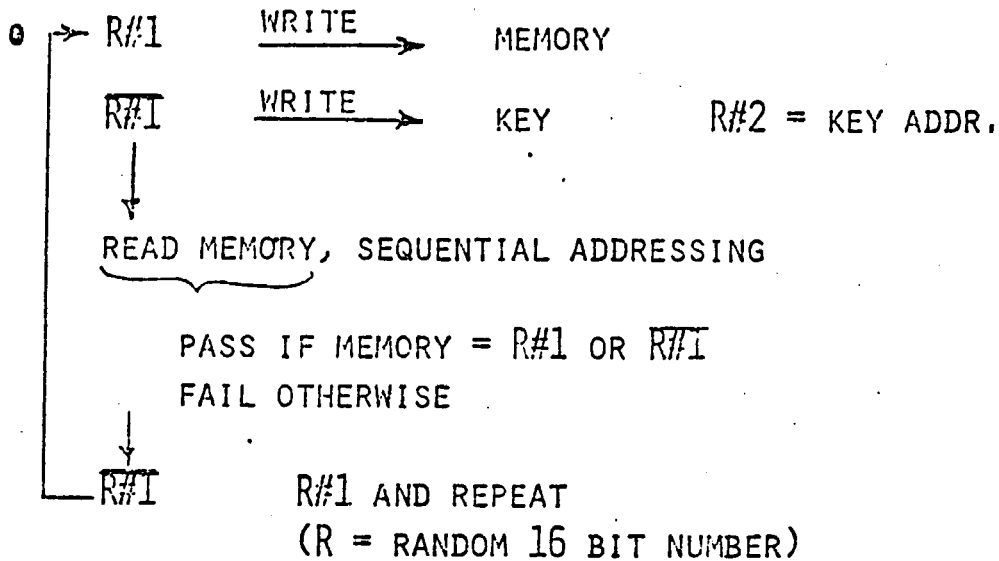 R#1 WRITE MEMORY
R̅#̅1̅ WRITE KEY R#2 = KEY ADDR.
READ MEMORY, SEQUENTIAL ADDRESSING
PASS IF MEMORY = R#1 OR R̅#̅1̅
FAIL OTHERWISE
R̅#̅1̅ R#1 AND REPEAT
(R = RANDOM 16 BIT NUMBER)